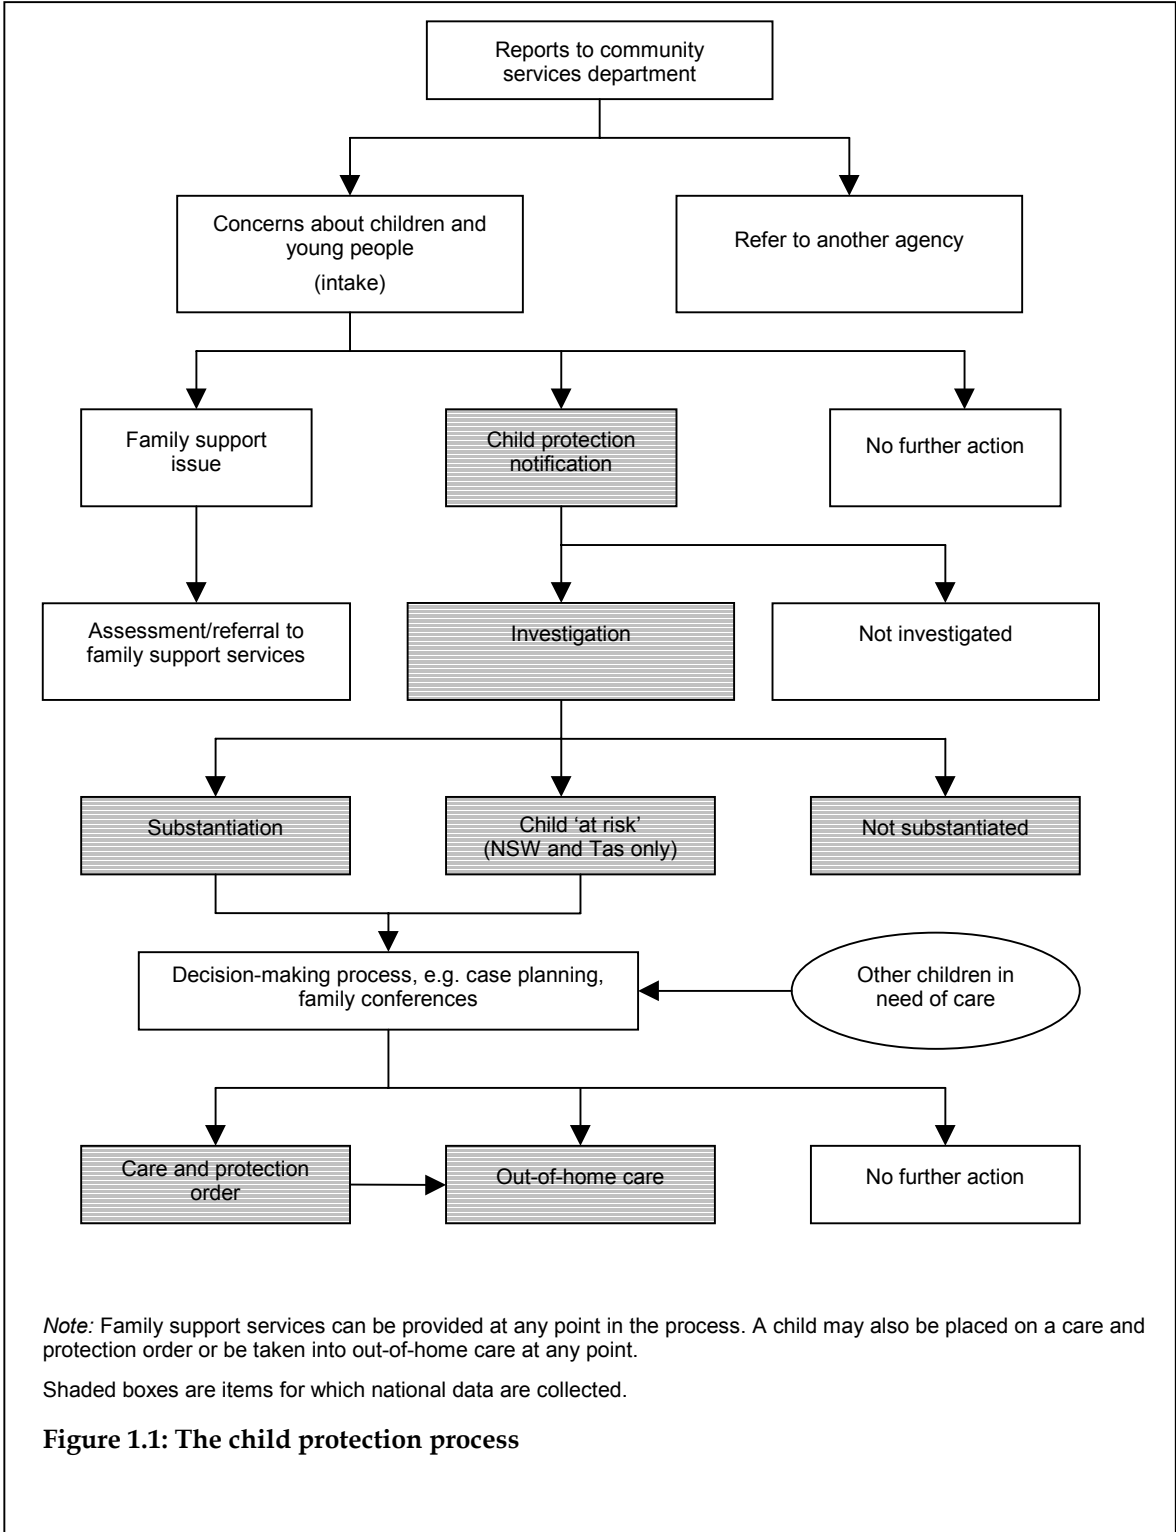 Reports to community
services department
Concerns about children and
young people
(intake)
Refer to another agency
Family support
issue
Child protection
notification
No further action
Assessment/referral to
family support services
Investigation
Not investigated
Substantiation
Child ‘at risk’
(NSW and Tas only)
Not substantiated
Decision-making process, e.g. case planning,
family conferences
Other children in
need of care
Care and protection
order
Out-of-home care
No further action
Note: Family support services can be provided at any point in the process. A child may also be placed on a care and
protection order or be taken into out-of-home care at any point.
Shaded boxes are items for which national data are collected.
Figure 1.1: The child protection process